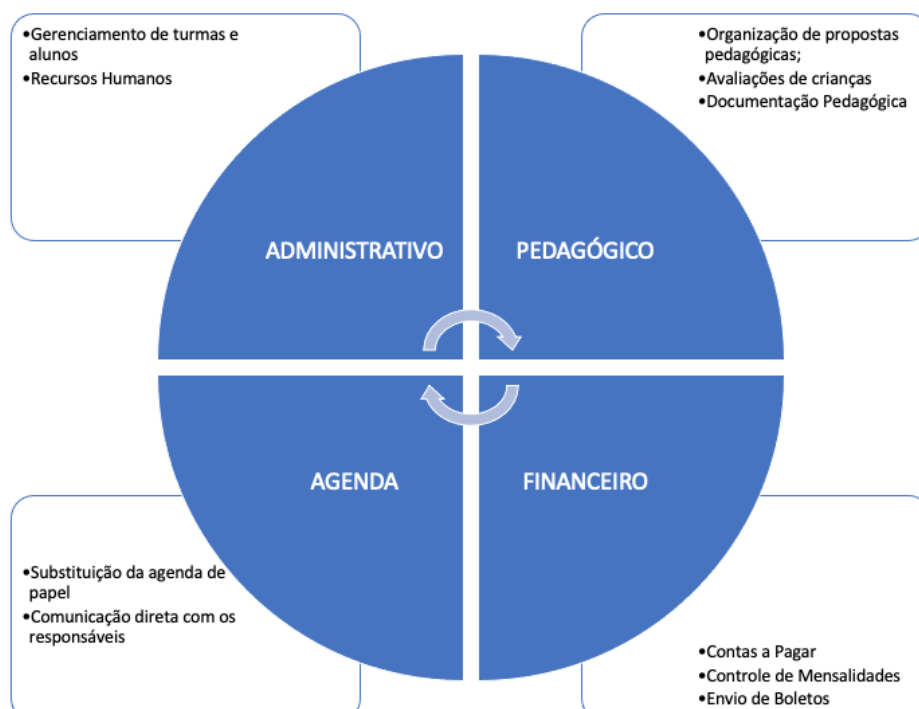 •Gerenciamento de turmas e
alunos
•Recursos Humanos
•Organização de propostas
pedagógicas;
•Avaliações de crianças
•Documentação Pedagógica
ADMINISTRATIVO
PEDAGÓGICO
AGENDA
FINANCEIRO
•Substituição da agenda de
papel
•Comunicação direta com os
responsáveis
•Contas a Pagar
•Controle de Mensalidades
•Envio de Boletos